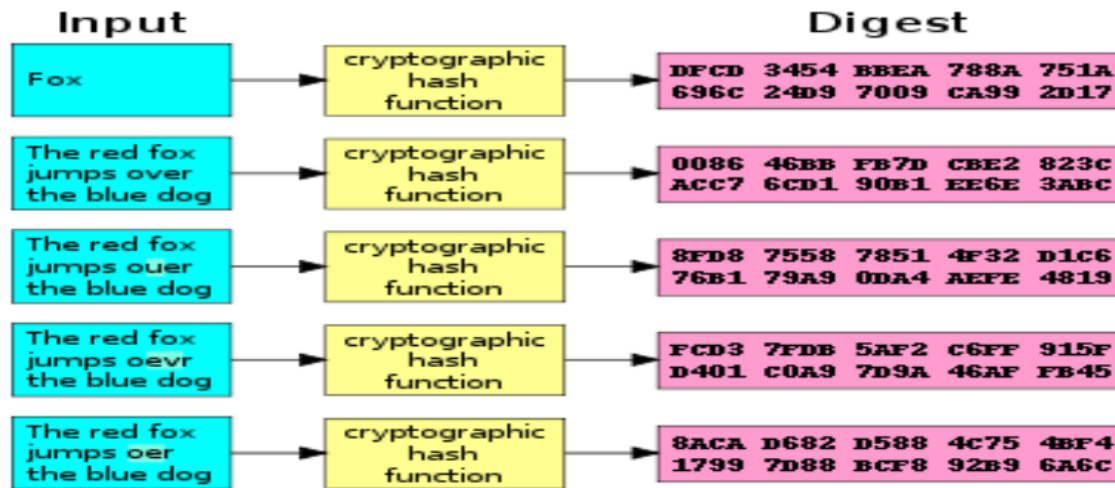 Input
Digest
Fox
cryptographic
hash
function
DFCD 3454 BBEA 788A 751A
696C 24D9 7009 CA99 2D17
The red fox
jumps over
the blue dog
cryptographic
hash
function
0086 46BB FB7D CBE2 823C
ACC7 6CD1 90B1 EE6E 3ABC
The red fox
jumps ouer
the blue dog
cryptographic
hash
function
8FD8 7558 7851 4F32 D1C6
76B1 79A9 0DA4 AEFE 4819
The red fox
jumps oevr
the blue dog
cryptographic
hash
function
FCD3 7FDB 5AF2 C6FF 915F
D401 C0A9 7D9A 46AF FB45
The red fox
jumps oer
the blue dog
cryptographic
hash
function
8ACA D682 D588 4C75 4BF4
1799 7D88 BCF8 92B9 6A6C